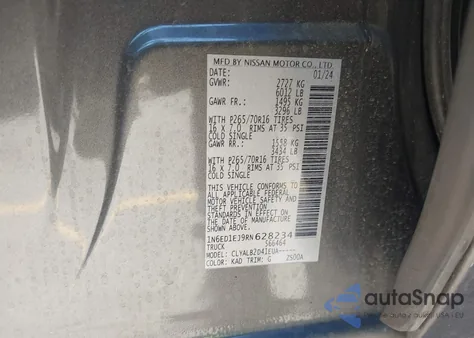 MFD BY NISSAN MOTOR CO., LTD.
DATE: 01/24
GVWR: 2727 KG
6012 LB
GAWR FR.: 1495 KG
3296 LB
WITH P265/70R16 TIRES
16 X 7.0 RIMS AT 35 PSI
COLD SINGLE
GAWR RR.: 1558 KG
3434 LB
WITH P265/70R16 TIRES
16 X 7.0 RIMS AT 35 PSI
COLD SINGLE
THIS VEHICLE CONFORMS TO
ALL APPLICABLE FEDERAL
MOTOR VEHICLE SAFETY AND
THEFT PREVENTION
STANDARDS IN EFFECT ON
THE DATE OF MANUFACTURE
SHOWN ABOVE.
1N6ED1EJ9RN628234
TRUCK 566464
MODEL: CLYALB2D41EUA-----
COLOR: KAD TRIM: G 2500A
autoSnap